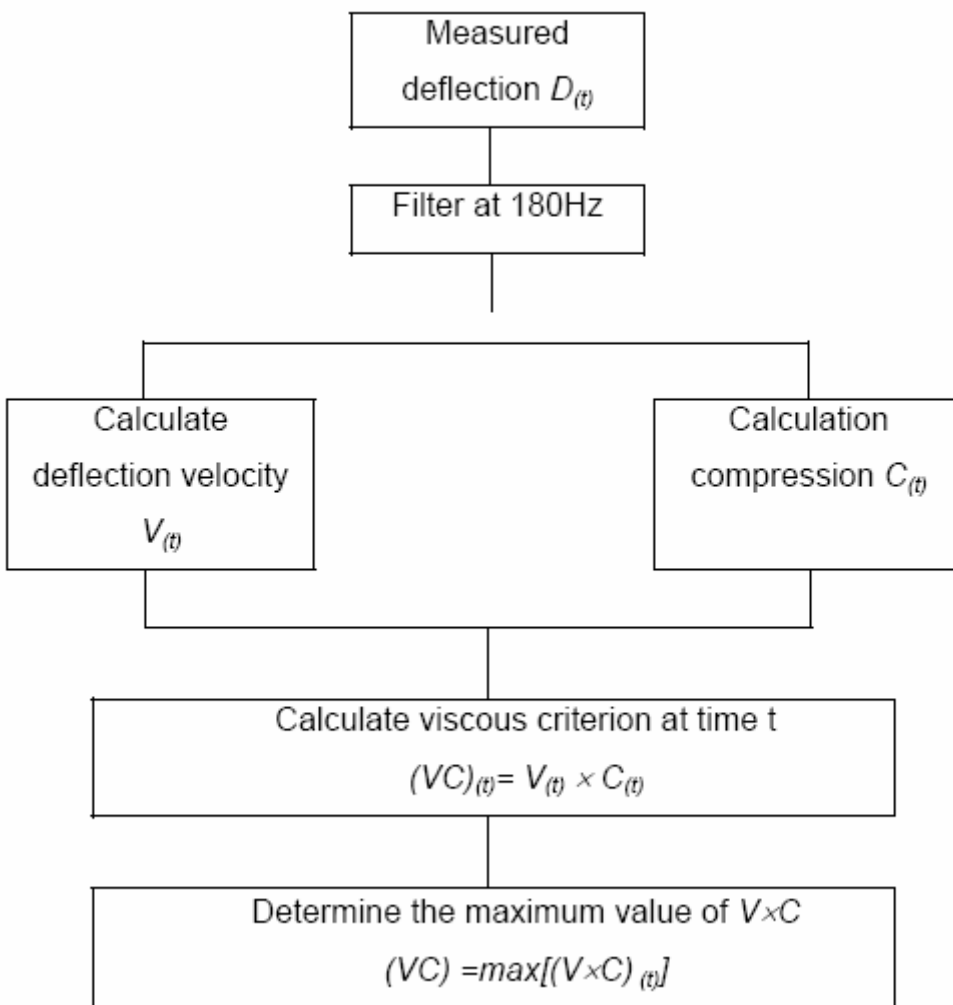 Measured
deflection D(t)
Filter at 180Hz
Calculate
deflection velocity
V(t)
Calculation
compression C(t)
Calculate viscous criterion at time t
(VC)(t)= V(t) × C(t)
Determine the maximum value of V×C
(VC) =max[(V×C) (t)]